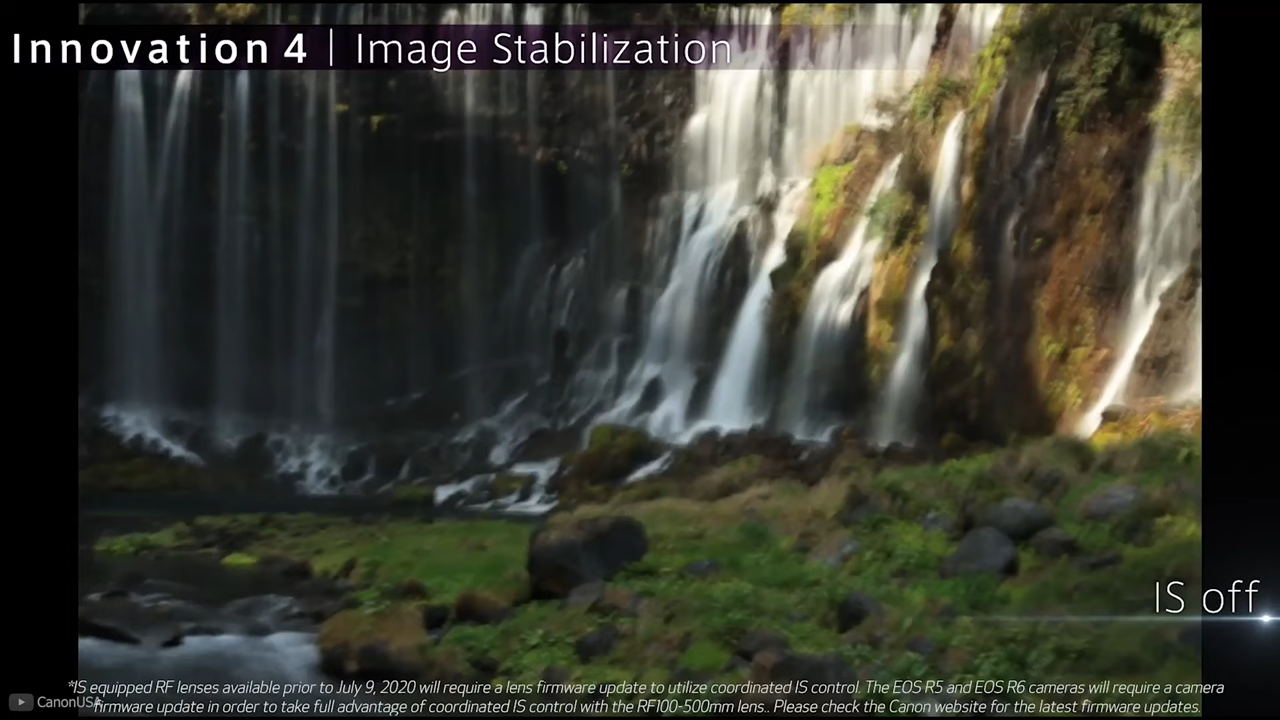 Innovation 4 | Image Stabilization
IS off
*IS equipped RF lenses available prior to July 9, 2020 will require a lens firmware update to utilize coordinated IS control. The EOS R5 and EOS R6 cameras will require a camera
firmware update in order to take full advantage of coordinated IS control with the RF100-500mm lens.. Please check the Canon website for the latest firmware updates.
CanonUSA